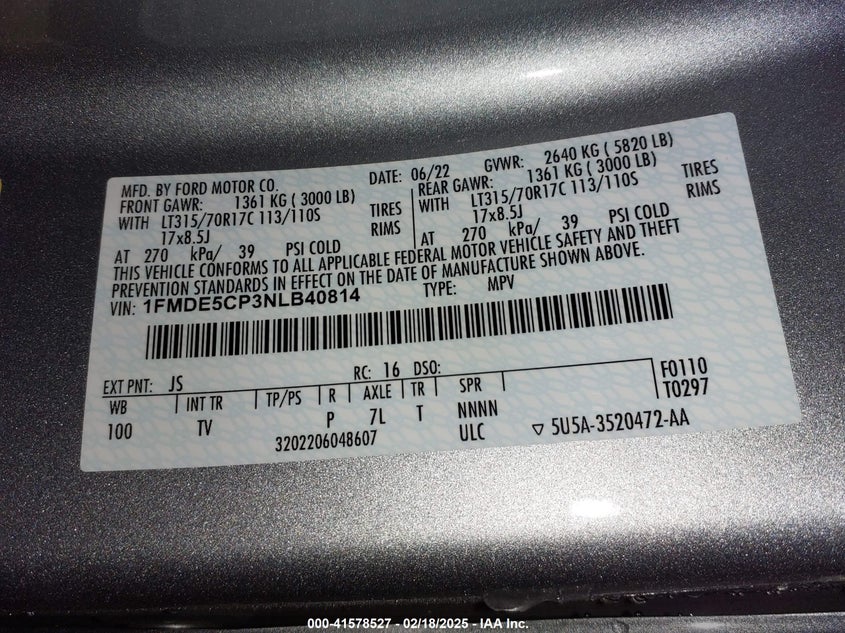 MFD. BY FORD MOTOR CO. DATE: 06/22 GVWR: 2640 KG ( 5820 LB)
FRONT GAWR: 1361 KG ( 3000 LB) REAR GAWR: 1361 KG ( 3000 LB)
WITH LT315/70R17C 113/110S TIRES WITH LT315/70R17C 113/110S TIRES
17x8.5J RIMS 17x8.5J RIMS
AT 270 kPa/ 39 PSI COLD AT 270 kPa/ 39 PSI COLD
THIS VEHICLE CONFORMS TO ALL APPLICABLE FEDERAL MOTOR VEHICLE SAFETY AND THEFT
PREVENTION STANDARDS IN EFFECT ON THE DATE OF MANUFACTURE SHOWN ABOVE.
VIN: 1FMDE5CP3NLB40814 TYPE: MPV
EXT PNT: JS RC: 16 DSO: F0110
WB INT TR TP/PS R AXLE TR SPR T0297
100 TV P 7L T NNNN
3202206048607 ULC ▽ 5U5A-3520472-AA
000-41578527 - 02/18/2025 - IAA Inc.